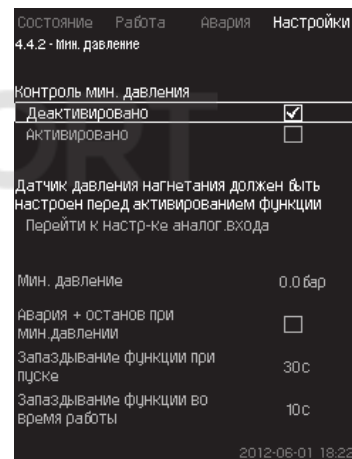 Состояние Работа Авария Настройки
4.4.2 - Мин. давление
Контроль мин. давления
Деактивировано
Активировано
Датчик давления нагнетания должен быть
настроен перед активированием функции
Перейти к настр-ке аналог.входа
Мин. давление 0.0 бар
Авария + останов при
мин.давлении
Запаздывание функции при
пуске 30с
Запаздывание функции во
время работы 10с
2012-06-01 18:22